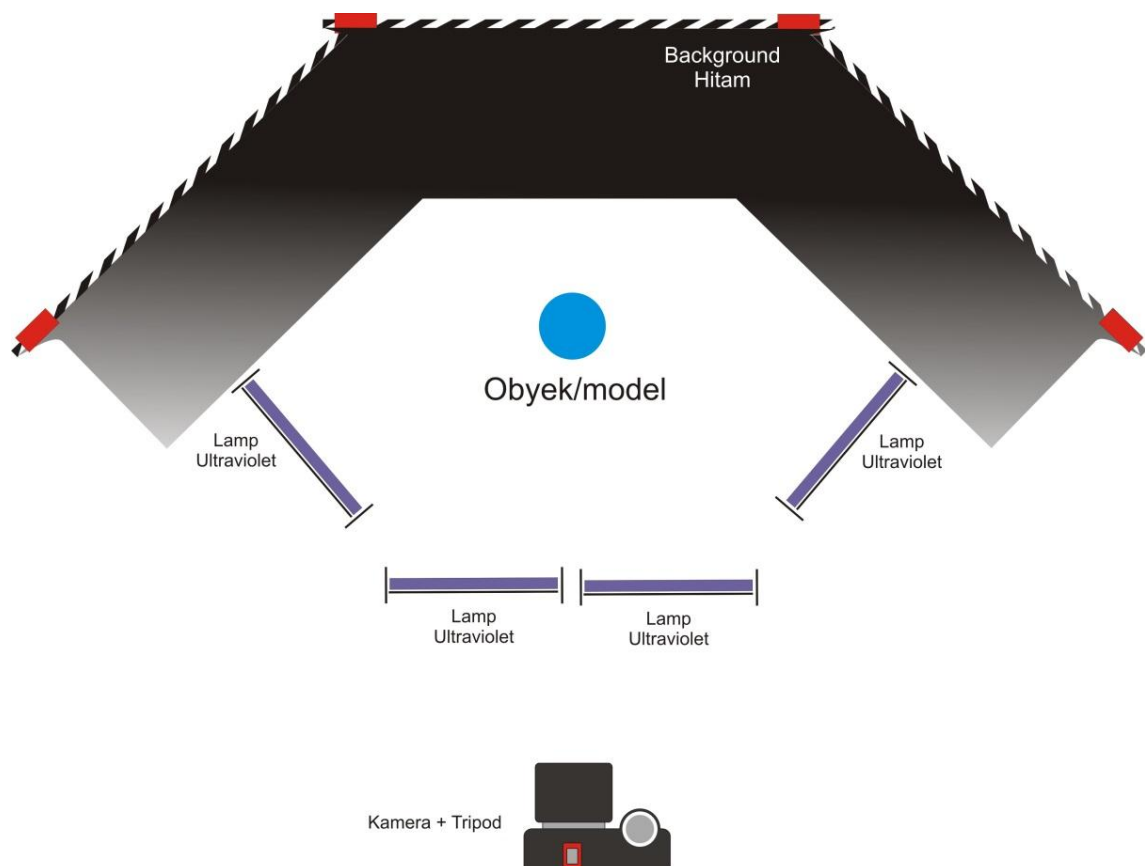 Background
Hitam
Obyek/model
Lamp
Ultraviolet
Lamp
Ultraviolet
Lamp
Ultraviolet
Lamp
Ultraviolet
Kamera + Tripod